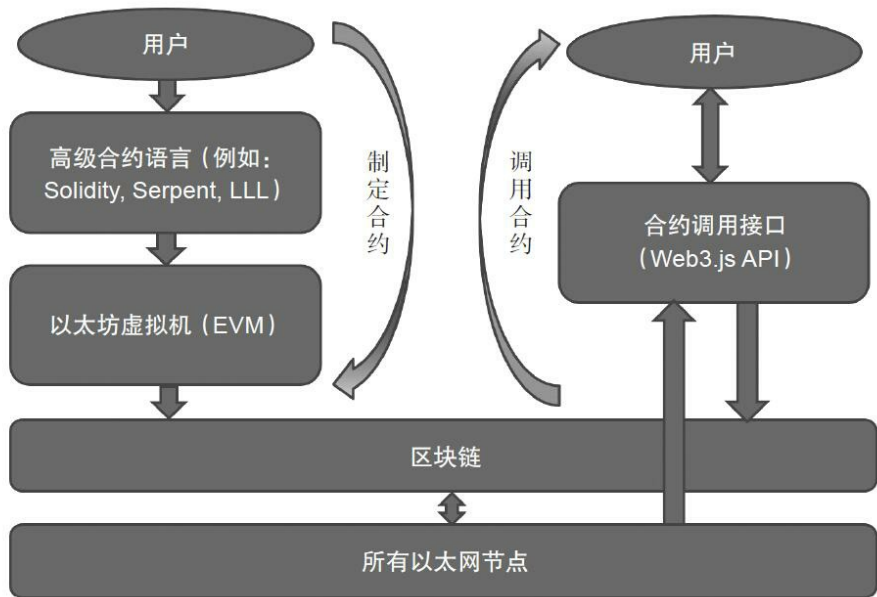 用户
高级合约语言（例如：
Solidity, Serpent, LLL）
以太坊虚拟机（EVM）
制定合约
调用合约
用户
合约调用接口
（Web3.js API）
区块链
所有以太网节点